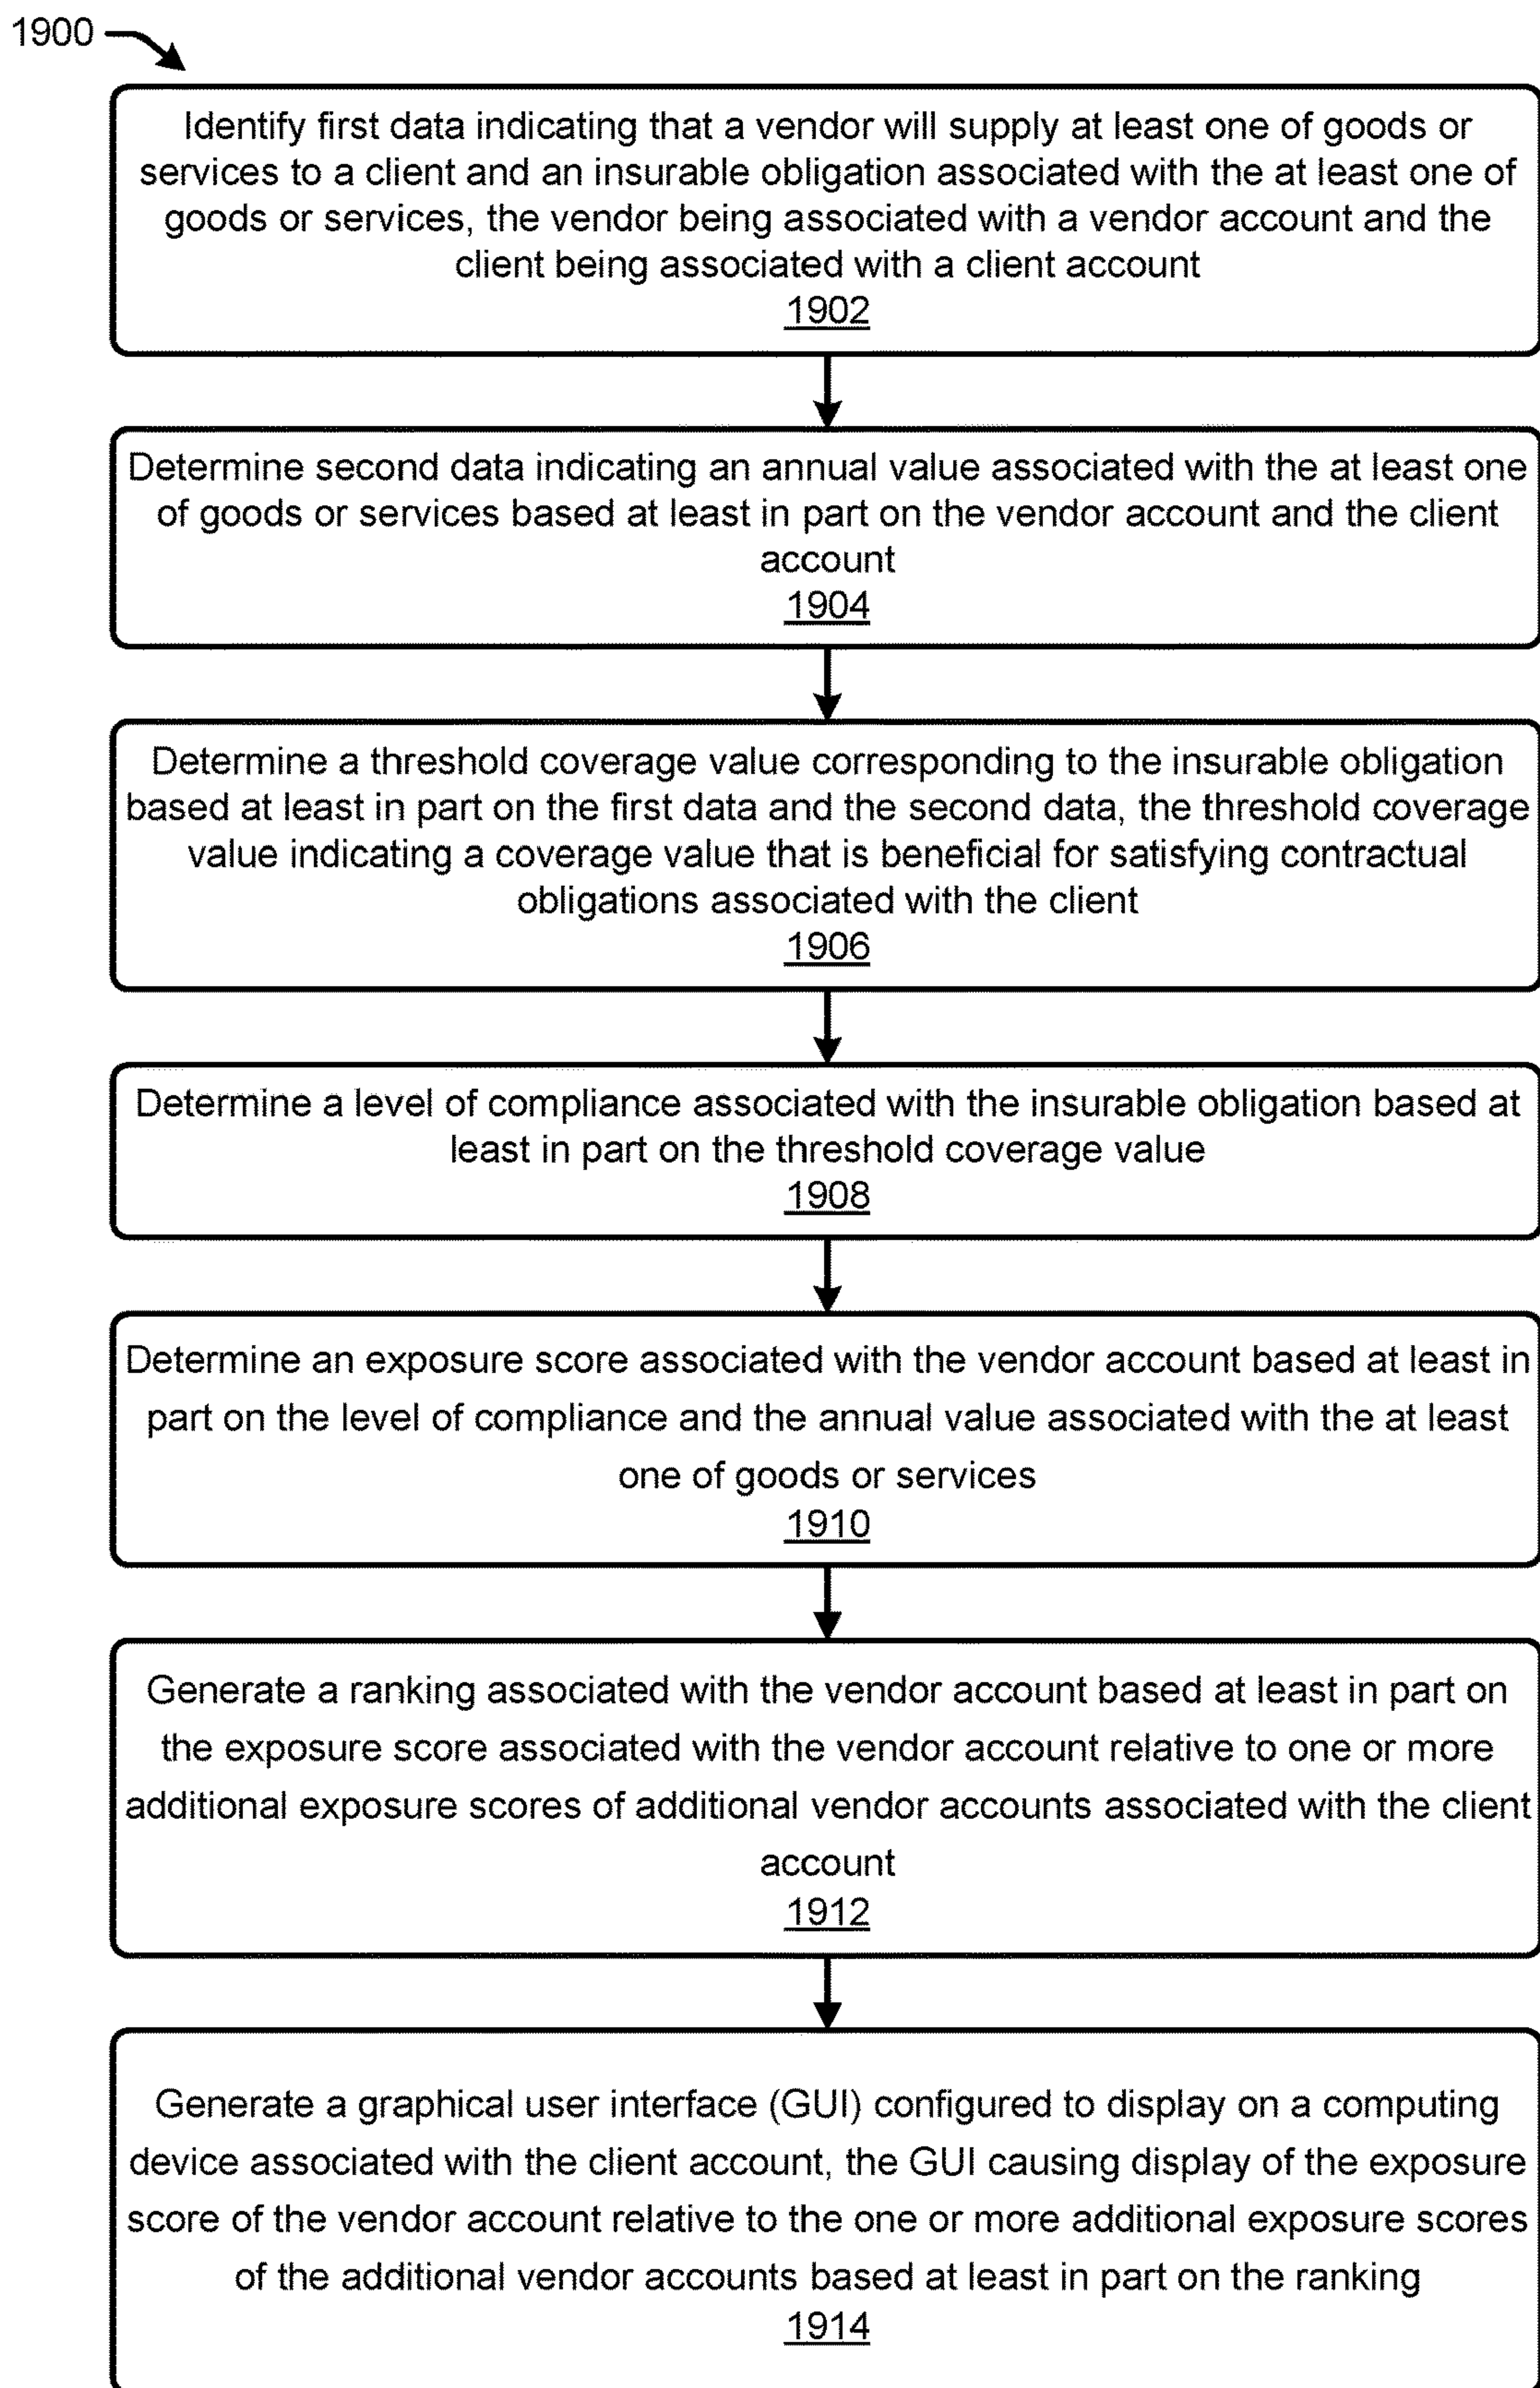 1900
Identify first data indicating that a vendor will supply at least one of goods or
services to a client and an insurable obligation associated with the at least one of
goods or services, the vendor being associated with a vendor account and the
client being associated with a client account
1902
Determine second data indicating an annual value associated with the at least one
of goods or services based at least in part on the vendor account and the client
account
1904
Determine a threshold coverage value corresponding to the insurable obligation
based at least in part on the first data and the second data, the threshold coverage
value indicating a coverage value that is beneficial for satisfying contractual
obligations associated with the client
1906
Determine a level of compliance associated with the insurable obligation based at
least in part on the threshold coverage value
1908
Determine an exposure score associated with the vendor account based at least in
part on the level of compliance and the annual value associated with the at least
one of goods or services
1910
Generate a ranking associated with the vendor account based at least in part on
the exposure score associated with the vendor account relative to one or more
additional exposure scores of additional vendor accounts associated with the client
account
1912
Generate a graphical user interface (GUI) configured to display on a computing
device associated with the client account, the GUI causing display of the exposure
score of the vendor account relative to the one or more additional exposure scores
of the additional vendor accounts based at least in part on the ranking
1914